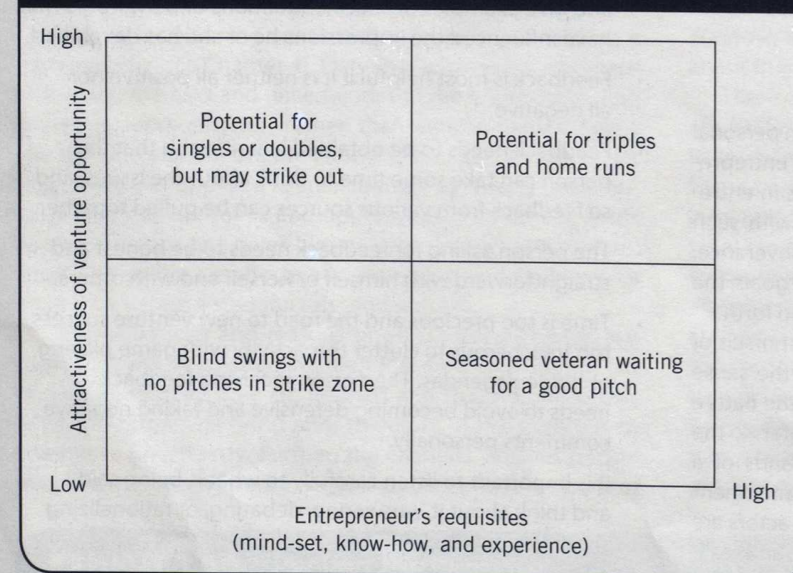 High
Attractiveness of venture opportunity
Potential for
singles or doubles,
but may strike out
Potential for triples
and home runs
Blind swings with
no pitches in strike zone
Seasoned veteran waiting
for a good pitch
Low
High
Entrepreneur's requisites
(mind-set, know-how, and experience)